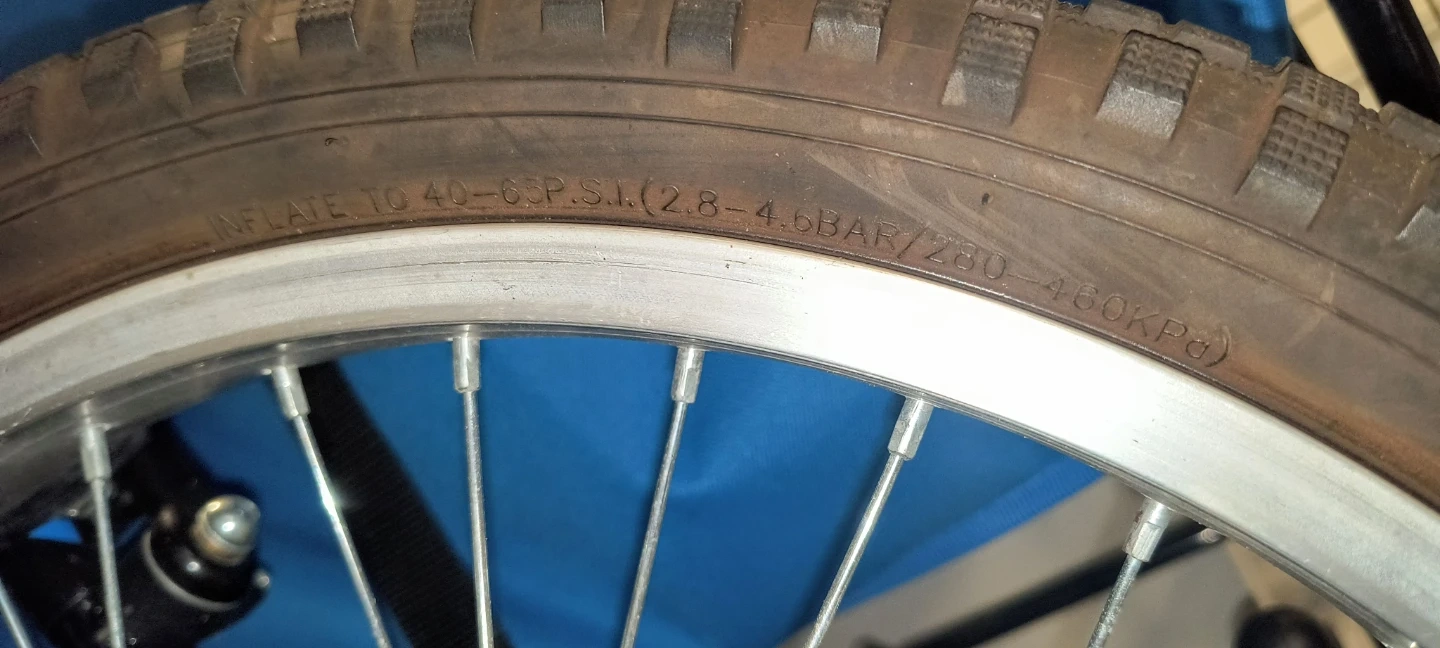 INFLATE TO 40-65P.S.I.(2.8-4.6BAR/280-460KPa)